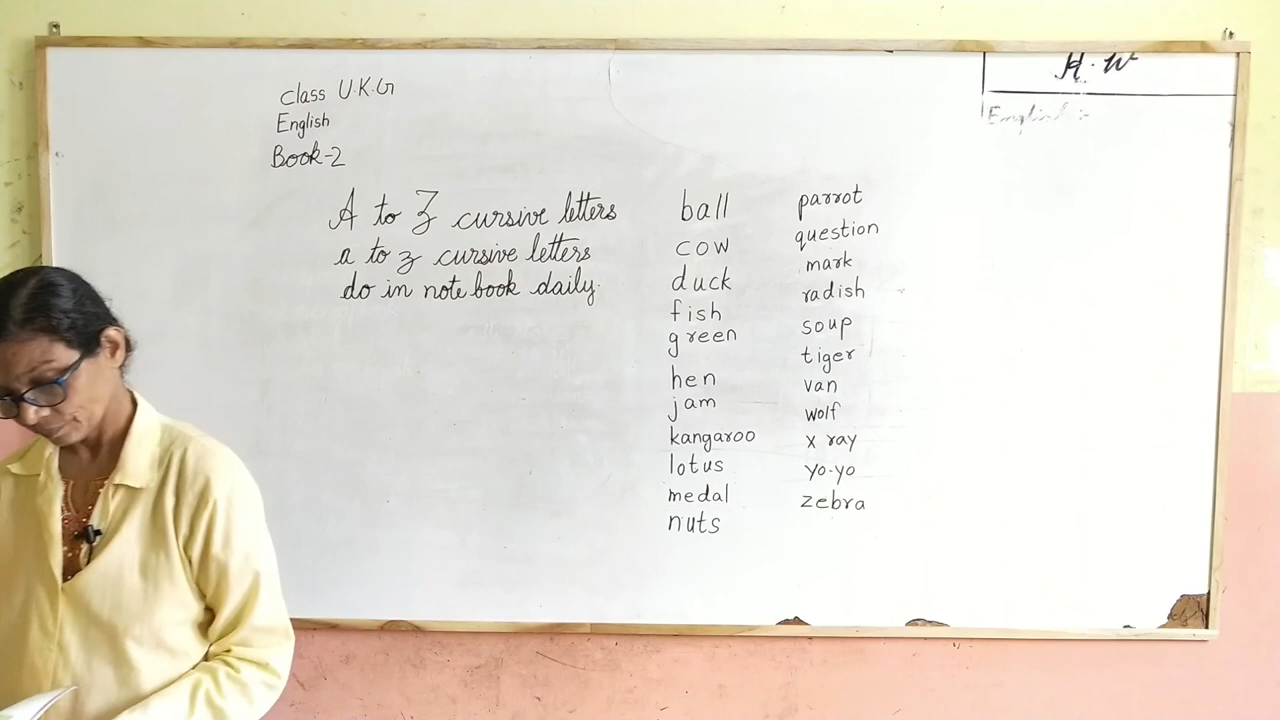 Class U.K.G
English
Book-2
A to Z cursive letters
a to z cursive letters
do in note book daily.
ball
cow
duck
fish
green
hen
jam
kangaroo
lotus
medal
nuts
parrot
question
mark
radish
soup
tiger
van
wolf
x ray
yo-yo
zebra
H.W
English :-